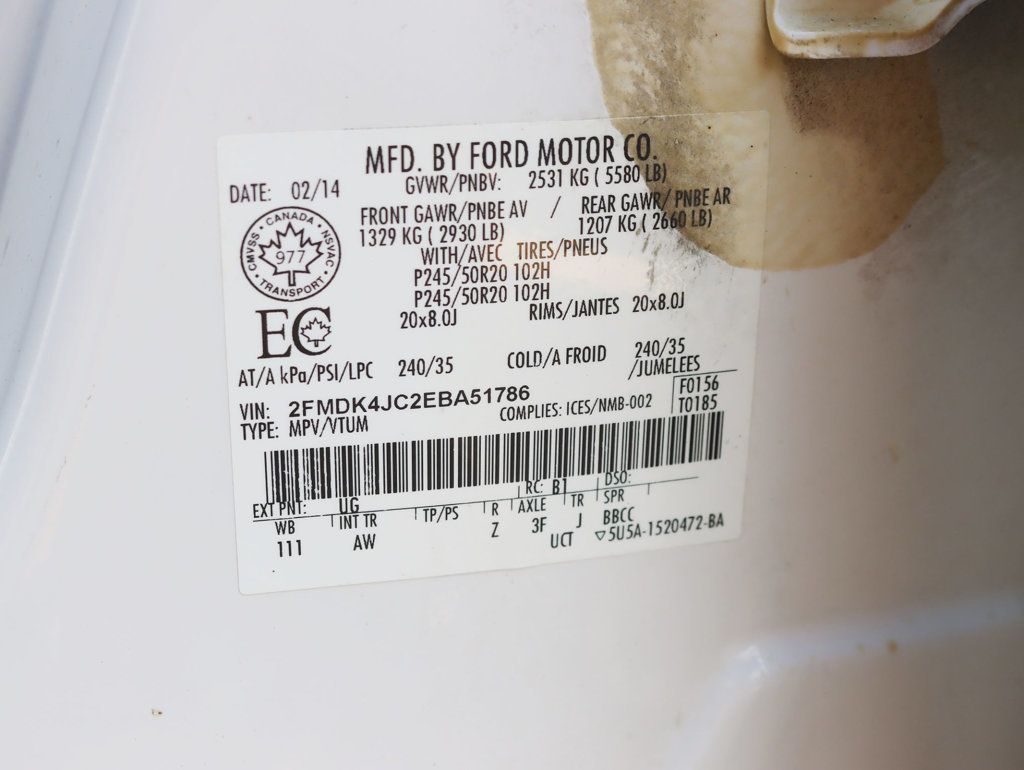 MFD. BY FORD MOTOR CO.
DATE: 02/14 GVWR/PNBV: 2531 KG ( 5580 LB)
FRONT GAWR/PNBE AV / REAR GAWR/ PNBE AR
1329 KG ( 2930 LB) 1207 KG ( 2660 LB)
WITH/AVEC TIRES/PNEUS
P245/50R20 102H
P245/50R20 102H
20x8.0J RIMS/JANTES 20x8.0J
CANADA
CMVSS NSVAC
977
TRANSPORT
EC
AT/A kPa/PSI/LPC 240/35 COLD/A FROID 240/35
/JUMELEES
VIN: 2FMDK4JC2EBA51786 F0156
TYPE: MPV/VTUM COMPLIES: ICES/NMB-002 T0185
EXT PNT: UG RC: B1 DSO:
WB INT TR TP/PS R AXLE TR SPR
111 AW Z 3F J BBCC
UCT ▽5U5A-1520472-BA